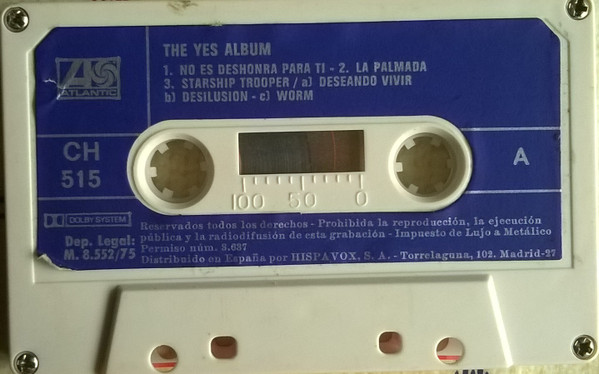 THE YES ALBUM
1. NO ES DESHONRA PARA TI - 2. LA PALMADA
3. STARSHIP TROOPER / a) DESEANDO VIVIR
b) DESILUSION - c) WORM
ATLANTIC
CH
515
A
100 50 0
DOLBY SYSTEM
Dep. Legal:
M. 8.552/75
Reservados todos los derechos - Prohibida la reproducción, la ejecución
pública y la radiodifusión de esta grabación - Impuesto de Lujo a Metálico
Permiso núm. 3.637
Distribuido en España por HISPAVOX, S. A. - Torrelaguna, 102. Madrid-27